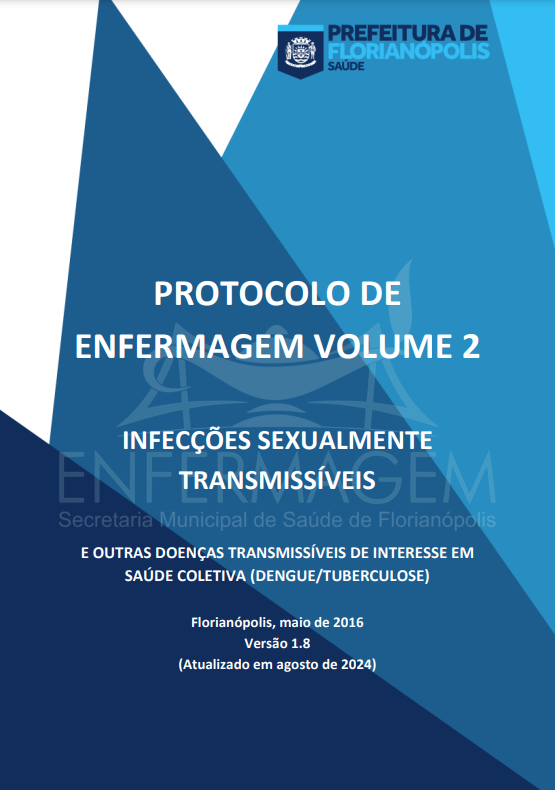 PREFEITURA DE
FLORIANÓPOLIS
SAÚDE
PROTOCOLO DE
ENFERMAGEM VOLUME 2
INFECÇÕES SEXUALMENTE
TRANSMISSÍVEIS
ENFERMAGEM
Secretaria Municipal de Saúde de Florianópolis
E OUTRAS DOENÇAS TRANSMISSÍVEIS DE INTERESSE EM
SAÚDE COLETIVA (DENGUE/TUBERCULOSE)
Florianópolis, maio de 2016
Versão 1.8
(Atualizado em agosto de 2024)